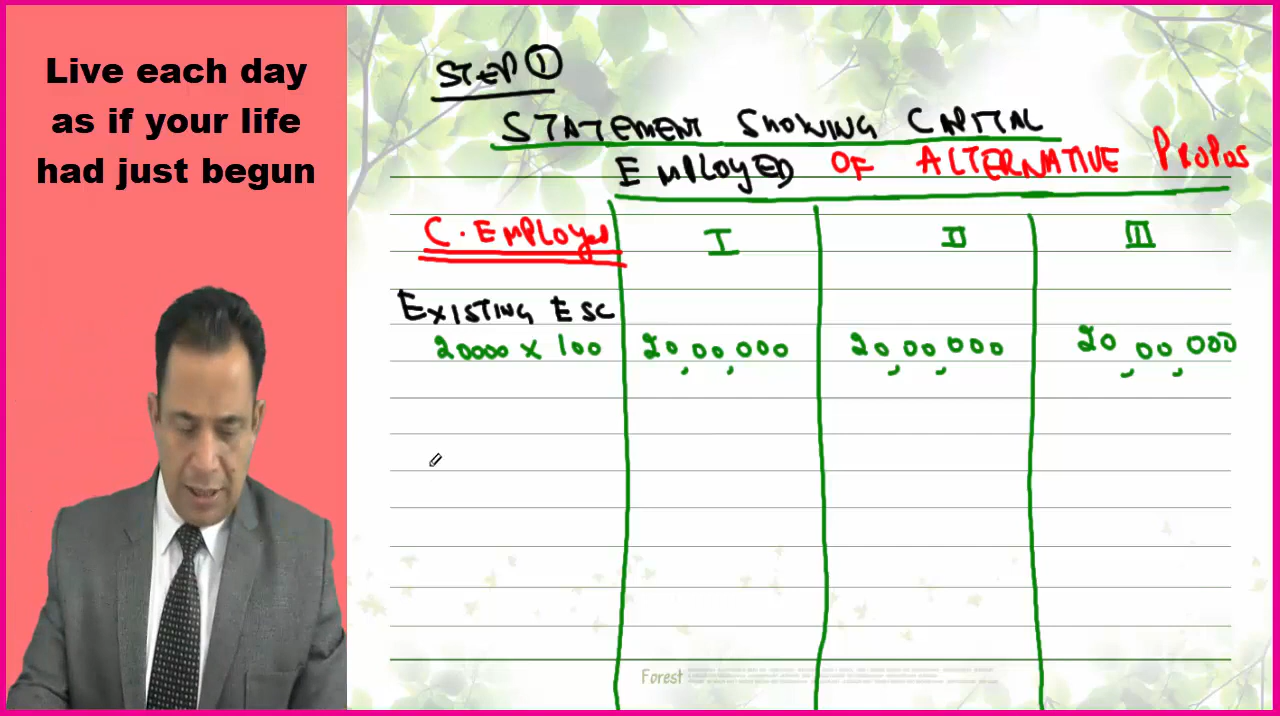 Live each day
as if your life
had just begun
STEP ①
STATEMENT SHOWING CAPITAL
EMPLOYED OF ALTERNATIVE PROPOS
C. EMPLOYED I II III
EXISTING ESC
20000 x 100 20,00,000 20,00,000 20,00,000
Forest